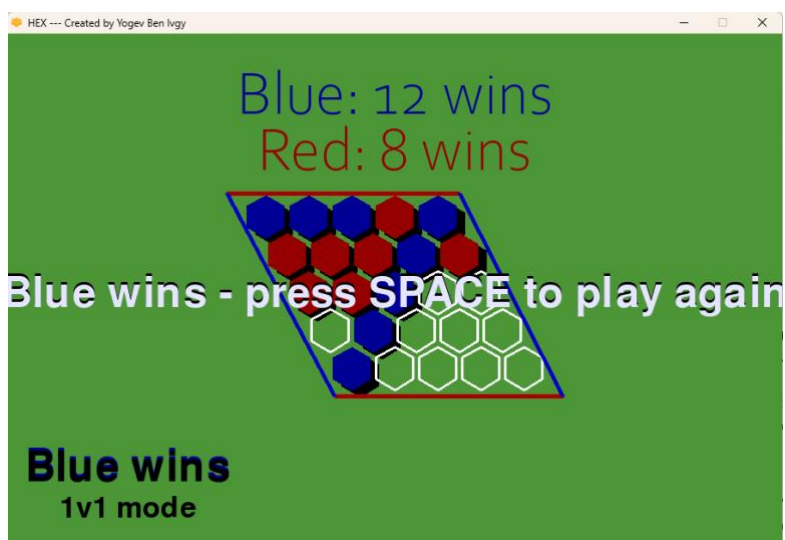 HEX --- Created by Yogev Ben Ivgy
Blue: 12 wins
Red: 8 wins
Blue wins - press SPACE to play again
Blue wins
1v1 mode